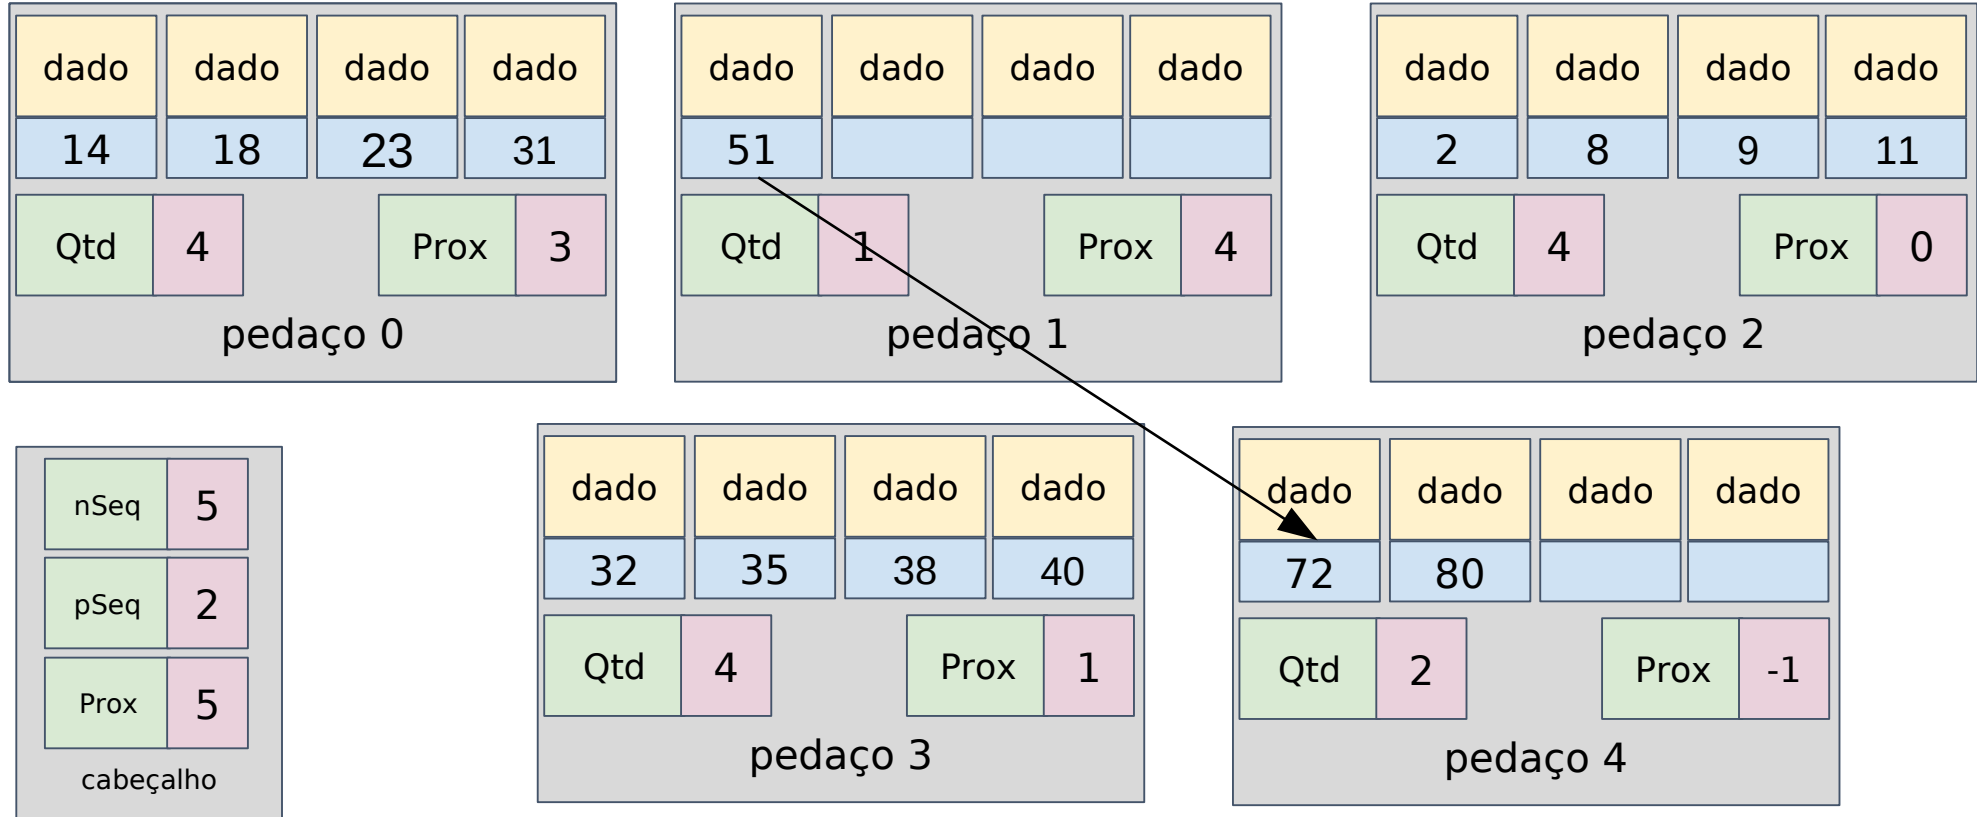 dado dado dado dado
14 18 23 31
Qtd 4 Prox 3
pedaço 0
dado dado dado dado
51
Qtd 1 Prox 4
pedaço 1
dado dado dado dado
2 8 9 11
Qtd 4 Prox 0
pedaço 2
nSeq 5
pSeq 2
Prox 5
cabeçalho
dado dado dado dado
32 35 38 40
Qtd 4 Prox 1
pedaço 3
dado dado dado dado
72 80
Qtd 2 Prox -1
pedaço 4